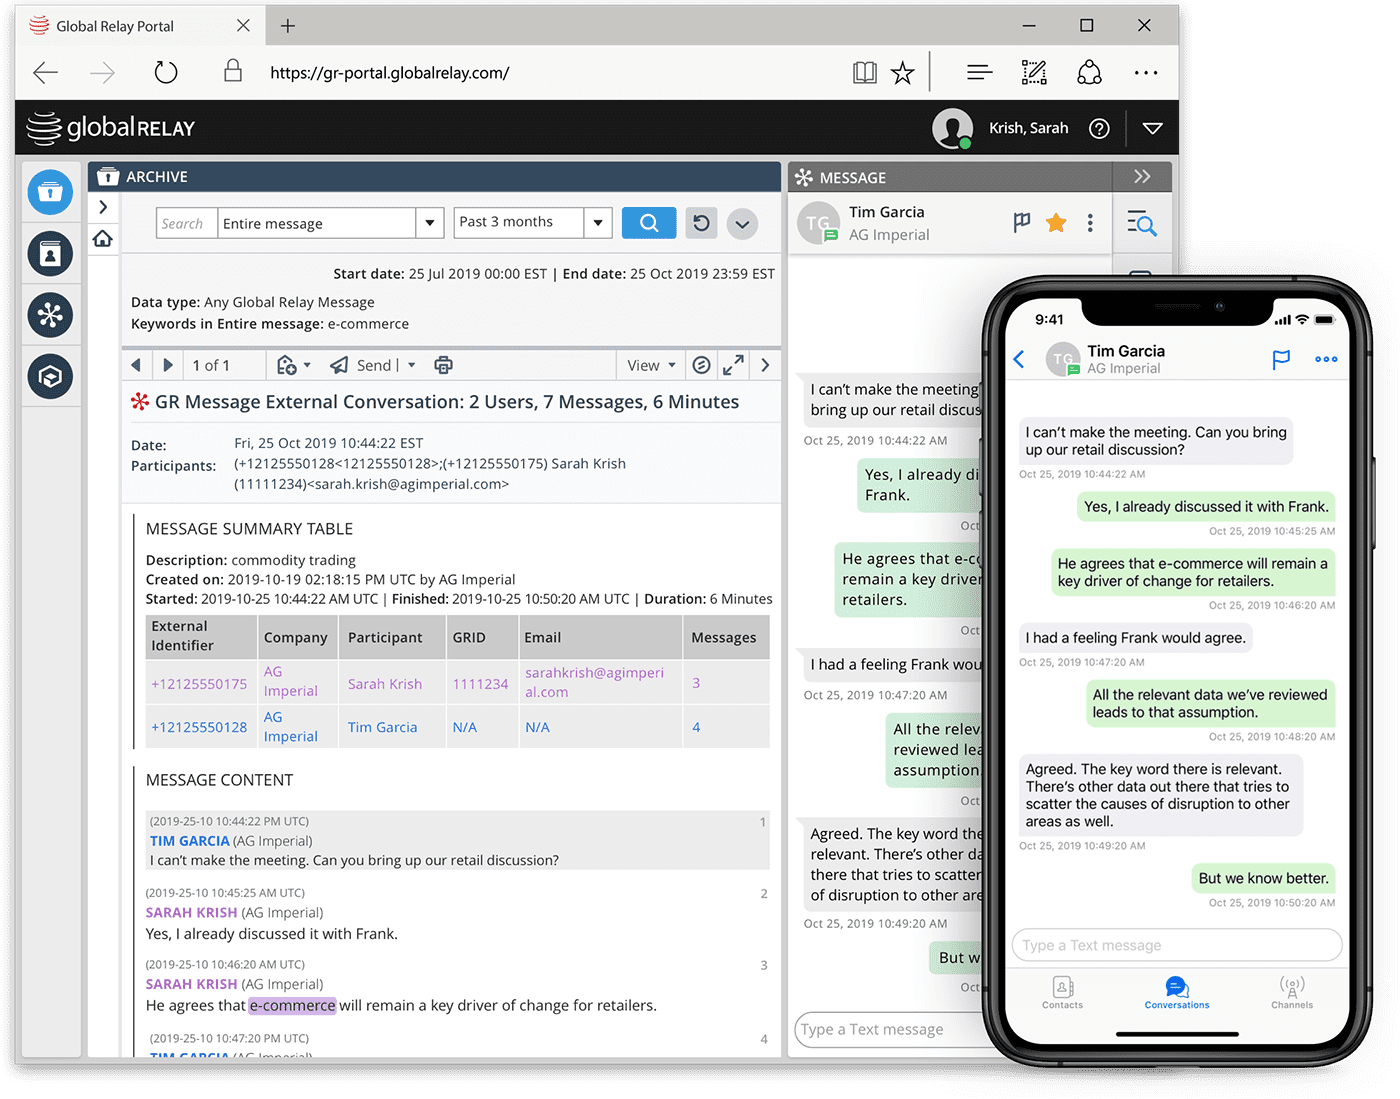 Global Relay Portal
https://gr-portal.globalrelay.com/
globalRELAY
Krish, Sarah
ARCHIVE
Search
Entire message
Past 3 months
Start date: 25 Jul 2019 00:00 EST | End date: 25 Oct 2019 23:59 EST
Data type: Any Global Relay Message
Keywords in Entire message: e-commerce
1 of 1
Send
View
GR Message External Conversation: 2 Users, 7 Messages, 6 Minutes
Date: Fri, 25 Oct 2019 10:44:22 EST
Participants: (+12125550128<12125550128>;(+12125550175) Sarah Krish
(11111234)<sarah.krish@agimperial.com>
MESSAGE SUMMARY TABLE
Description: commodity trading
Created on: 2019-10-19 02:18:15 PM UTC by AG Imperial
Started: 2019-10-25 10:44:22 AM UTC | Finished: 2019-10-25 10:50:20 AM UTC | Duration: 6 Minutes
External Identifier Company Participant GRID Email Messages
+12125550175 AG Imperial Sarah Krish 1111234 sarahkrish@agimperial.com 3
+12125550128 AG Imperial Tim Garcia N/A N/A 4
MESSAGE CONTENT
(2019-25-10 10:44:22 PM UTC) 1
TIM GARCIA (AG Imperial)
I can't make the meeting. Can you bring up our retail discussion?
(2019-25-10 10:45:25 AM UTC) 2
SARAH KRISH (AG Imperial)
Yes, I already discussed it with Frank.
(2019-25-10 10:46:20 AM UTC) 3
SARAH KRISH (AG Imperial)
He agrees that e-commerce will remain a key driver of change for retailers.
(2019-25-10 10:47:20 PM UTC) 4
TIM GARCIA (AG Imperial)
MESSAGE
TG
Tim Garcia
AG Imperial
I can't make the meeting
bring up our retail discus
Oct 25, 2019 10:44:22 AM
Yes, I already di
Frank.
Oct
He agrees that e-c
remain a key driver
retailers.
Oct
I had a feeling Frank wou
Oct 25, 2019 10:47:20 AM
All the relev
reviewed lea
assumption.
Oct
Agreed. The key word the
relevant. There's other da
there that tries to scatter
of disruption to other are
Oct 25, 2019 10:49:20 AM
But w
Oct
Type a Text message
9:41
TG
Tim Garcia
AG Imperial
I can't make the meeting. Can you bring
up our retail discussion?
Oct 25, 2019 10:44:22 AM
Yes, I already discussed it with Frank.
Oct 25, 2019 10:45:25 AM
He agrees that e-commerce will remain a
key driver of change for retailers.
Oct 25, 2019 10:46:20 AM
I had a feeling Frank would agree.
Oct 25, 2019 10:47:20 AM
All the relevant data we've reviewed
leads to that assumption.
Oct 25, 2019 10:48:20 AM
Agreed. The key word there is relevant.
There's other data out there that tries to
scatter the causes of disruption to other
areas as well.
Oct 25, 2019 10:49:20 AM
But we know better.
Oct 25, 2019 10:50:20 AM
Type a Text message
Contacts
Conversations
Channels